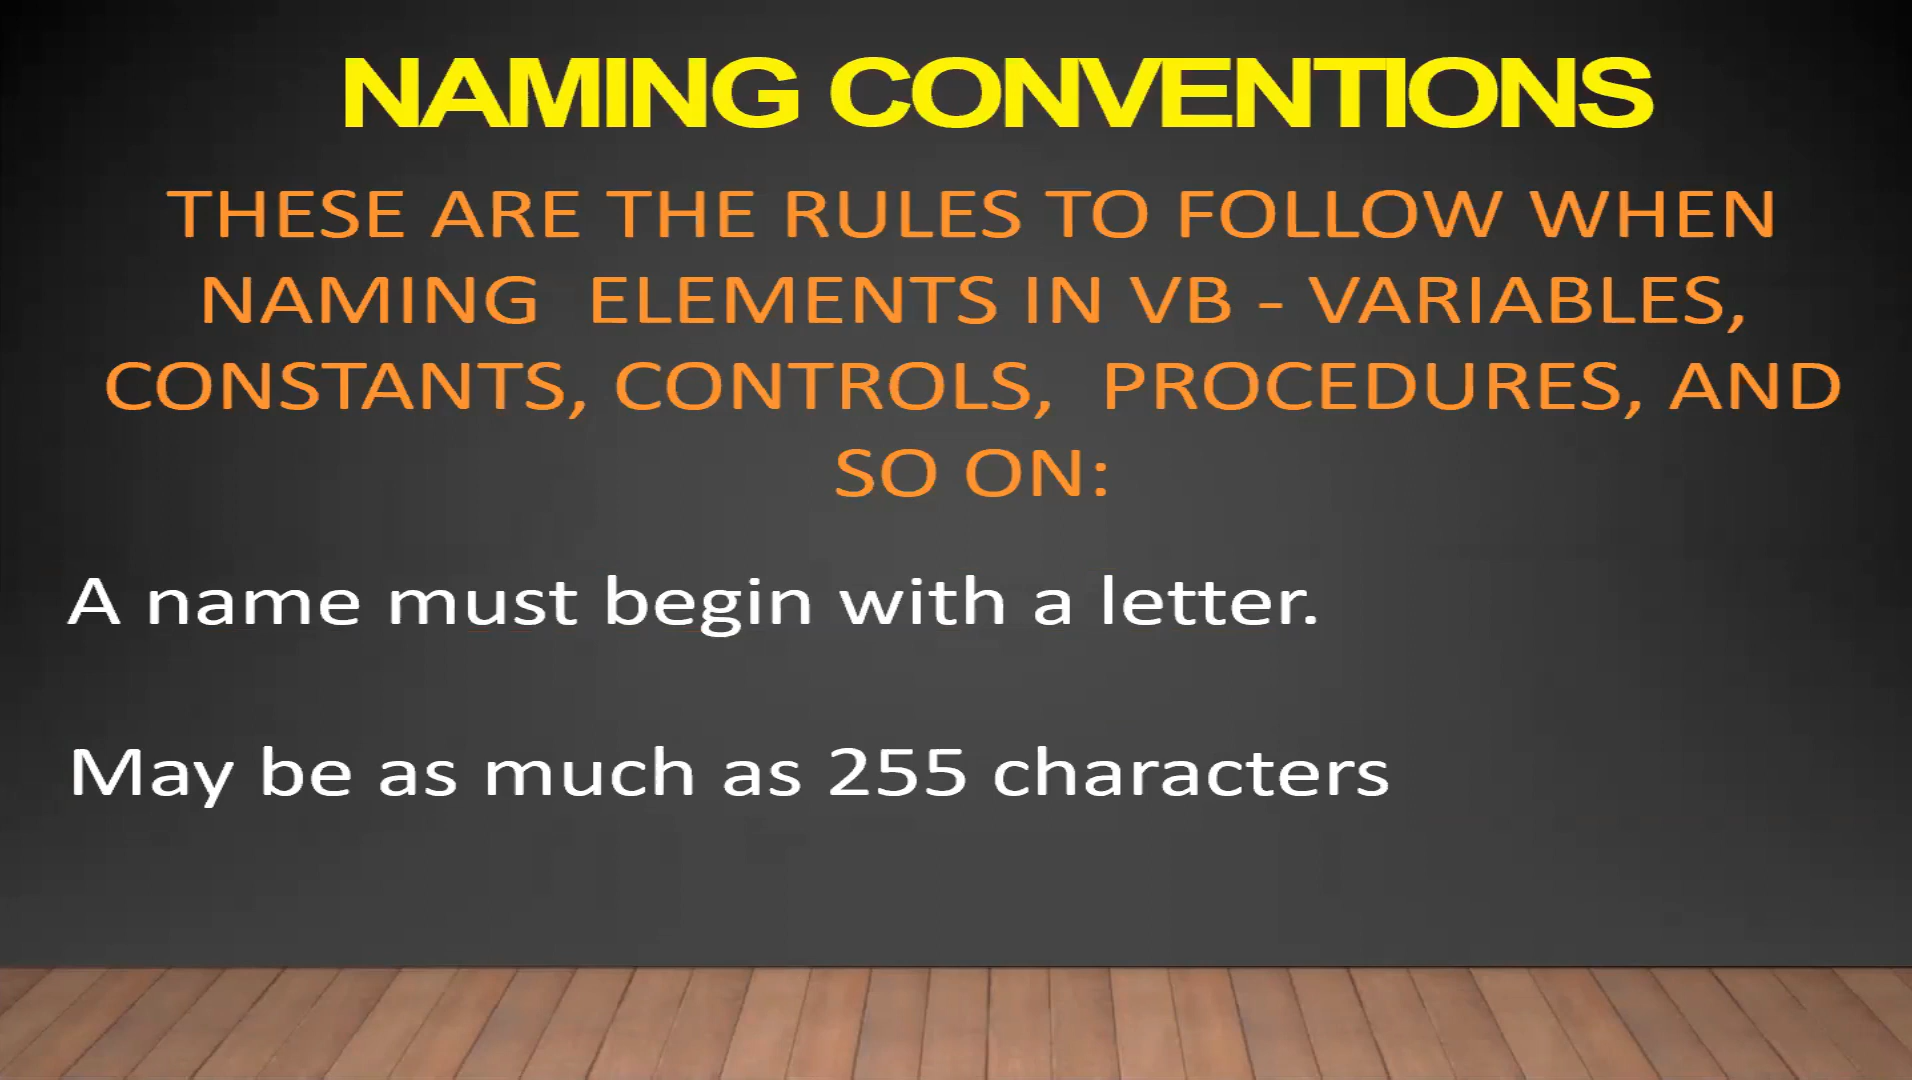 NAMING CONVENTIONS
THESE ARE THE RULES TO FOLLOW WHEN
NAMING ELEMENTS IN VB - VARIABLES,
CONSTANTS, CONTROLS, PROCEDURES, AND
SO ON:
A name must begin with a letter.
May be as much as 255 characters